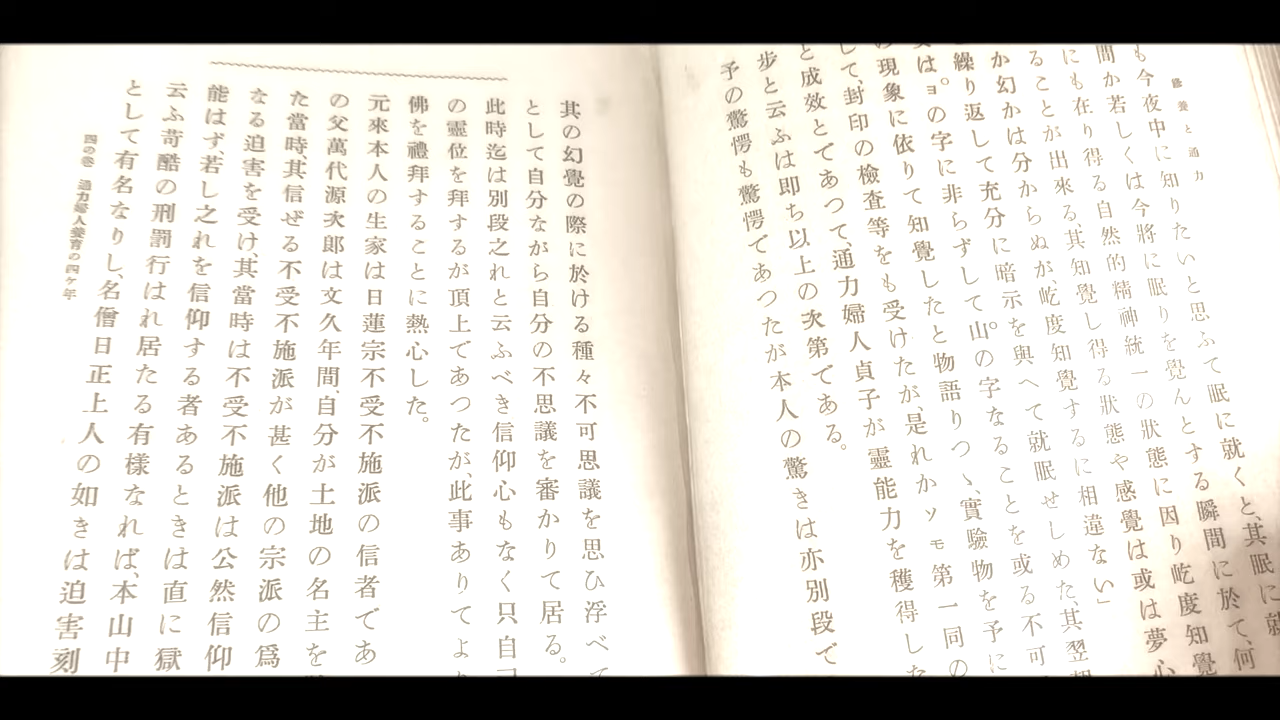 修養と通力
も今夜中に知りたいと思ふて眠に就くと、其眠に就
間か若しくは今將に眠りを覺んとする瞬間に於て、何
にも在り得る自然的精神統一の狀態に因り屹度知覺
ることが出來る、其知覺し得る狀態や感覺は或は夢心
か幻かは分からぬが、屹度知覺するに相違ない」
繰り返して充分に暗示を與へて就眠せしめた、其翌朝
は。ョの字に非らずして山の字なることを或る不可
の現象に依りて知覺したと物語りつゝ、實驗物を予に
して、封印の檢査等をも受けたが、是れかソモ第一回の
と成效とであつて、通力婦人貞子が靈能力を穫得した
步と云ふは即ち以上の次第である。
予の驚愕も驚愕であつたが本人の驚きは亦別段で
其の幻覺の際に於ける種々不可思議を思ひ浮べて
として自分ながら自分の不思議を審かりて居る。
此時迄は別段之れと云ふべき信仰心もなく只自己
の靈位を拜するが頂上であつたが、此事ありてより
佛を禮拜することに熱心した。
元來本人の生家は日蓮宗不受不施派の信者であ
の父萬代源次郎は文久年間、自分が土地の名主を
た當時、其信ぜる不受不施派が甚く他の宗派の爲
なる迫害を受け、其當時は不受不施派は公然信仰
能はず、若し之れを信仰する者あるときは直に獄
云ふ苛酷の刑罰行はれ居たる有樣なれば、本山中
として有名なりし、名僧日正上人の如きは迫害刻
四の卷 通力婦人養育の四ケ年